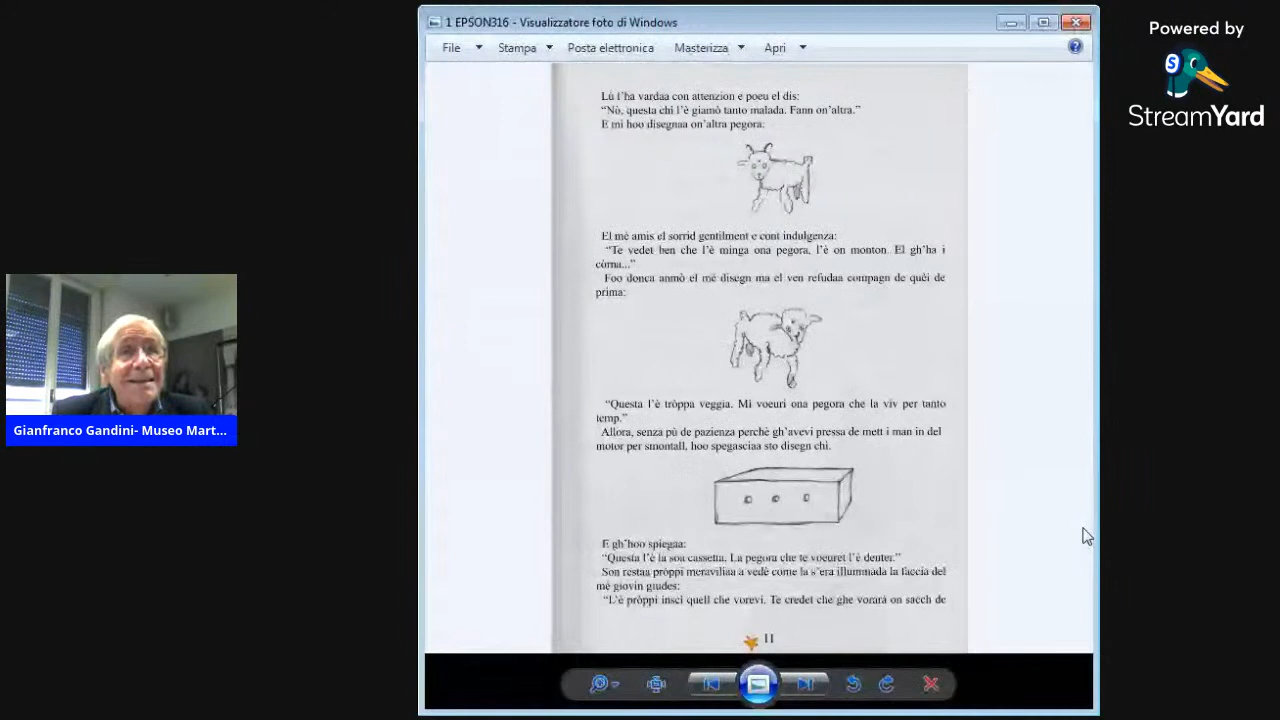 1 EPSON316 - Visualizzatore foto di Windows
File Stampa Posta elettronica Masterizza Apri
Powered by
StreamYard
Lù l'ha vardaa con attenzion e poeu el dis:
"Nò, questa chì l'è giamò tanto malada. Fann on'altra."
E mì hoo disegnaa on'altra pegora:
El mè amis el sorrid gentilment e cont indulgenza:
"Te vedet ben che l'è minga ona pegora, l'è on monton. El gh'ha i
còrna..."
Foo donca anmò el mè disegn ma el ven refudaa compagn de quèi de
prima:
"Questa l'è tròppa veggia. Mì voeuri ona pegora che la viv per tanto
temp."
Allora, senza pù de pazienza perchè gh'avevi pressa de mett i man in del
motor per smontall, hoo spegasciaa sto disegn chì.
E gh'hoo spiegaa:
"Questa l'è la soa cassetta. La pegora che te voeuret l'è denter."
Son restaa pròppi meraviliaa a vedè come la s'era illuminada la faccia del
mè giovin giudes:
"L'è pròppi inscì quell che vorevi. Te credet che ghe vorarà on sacch de
11
Gianfranco Gandini- Museo Mart...